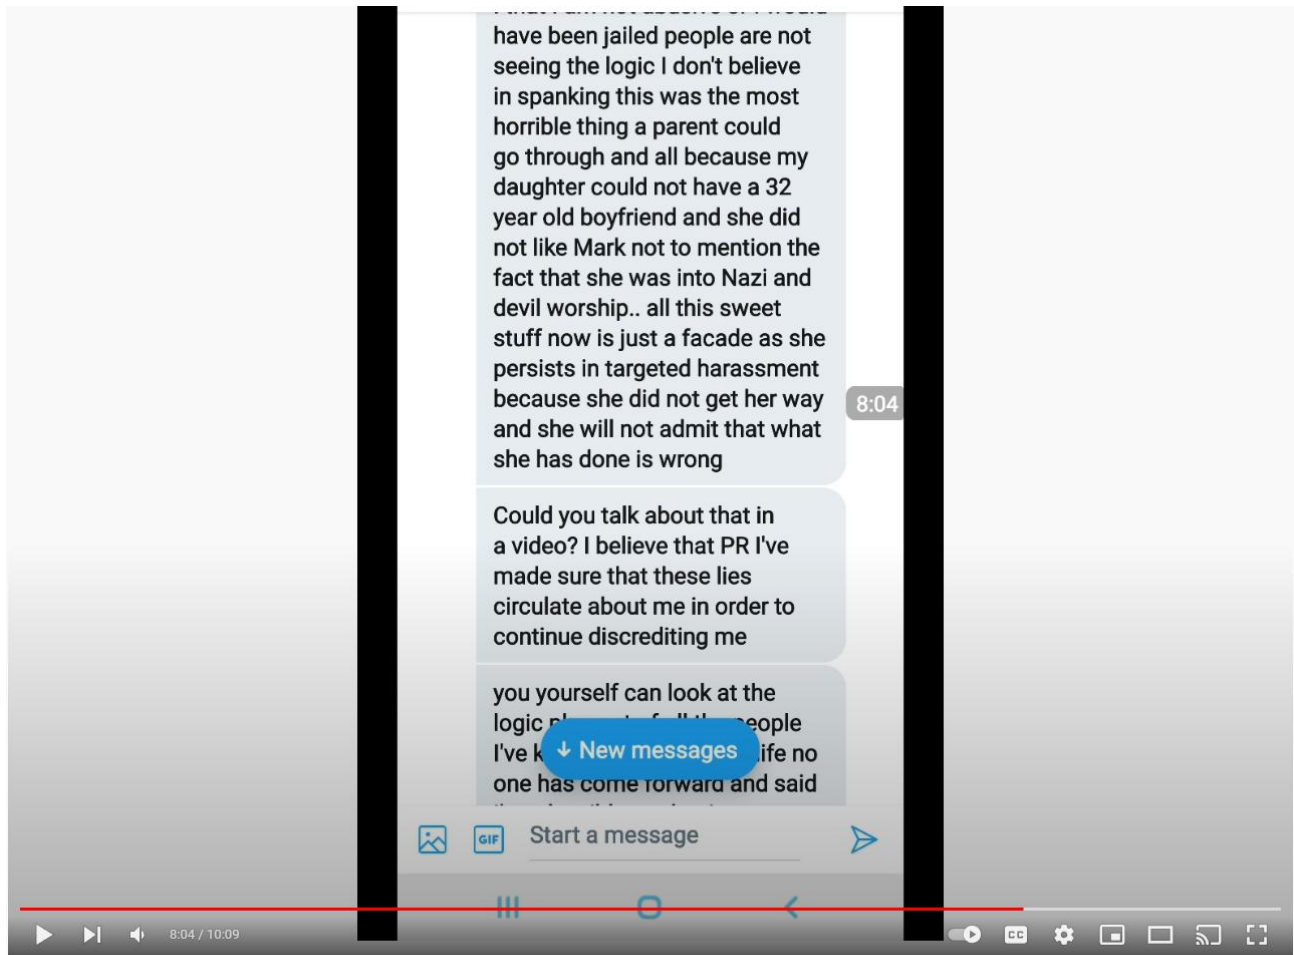 have been jailed people are not
seeing the logic I don't believe
in spanking this was the most
horrible thing a parent could
go through and all because my
daughter could not have a 32
year old boyfriend and she did
not like Mark not to mention the
fact that she was into Nazi and
devil worship.. all this sweet
stuff now is just a facade as she
persists in targeted harassment
because she did not get her way
and she will not admit that what
she has done is wrong
8:04
Could you talk about that in
a video? I believe that PR I've
made sure that these lies
circulate about me in order to
continue discrediting me
you yourself can look at the
logic people
I've no
↓ New messages
one has come forward and said
GIF
Start a message
8:04 / 10:09
CC